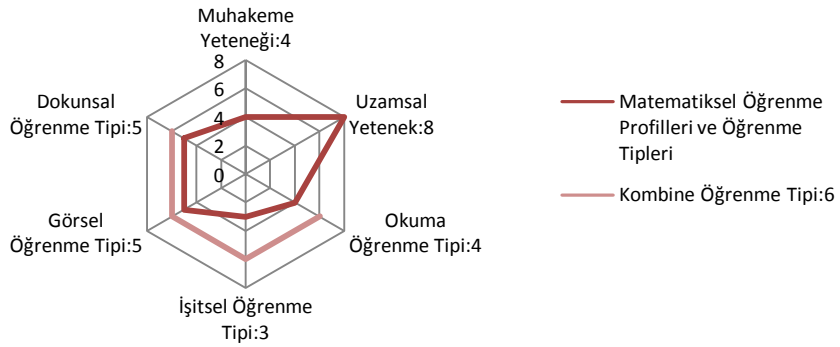 Muhakeme
Yeteneği:4
Uzamsal
Yetenek:8
Okuma
Öğrenme Tipi:4
İşitsel Öğrenme
Tipi:3
Görsel
Öğrenme Tipi:5
Dokunsal
Öğrenme Tipi:5
8
6
4
2
0
Matematiksel Öğrenme
Profilleri ve Öğrenme
Tipleri
Kombine Öğrenme Tipi:6